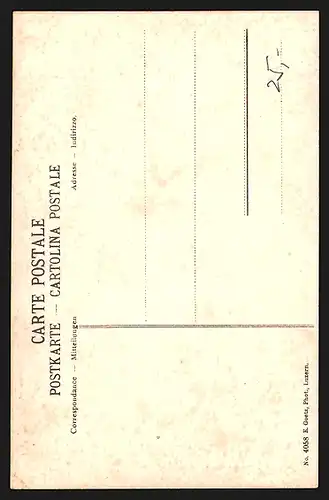 CARTE POSTALE
POSTKARTE — CARTOLINA POSTALE
Correspondance — Mitteilungen
Adresse — Indirizzo.
25,-
No. 4058 E. Goetz, Phot., Luzern.